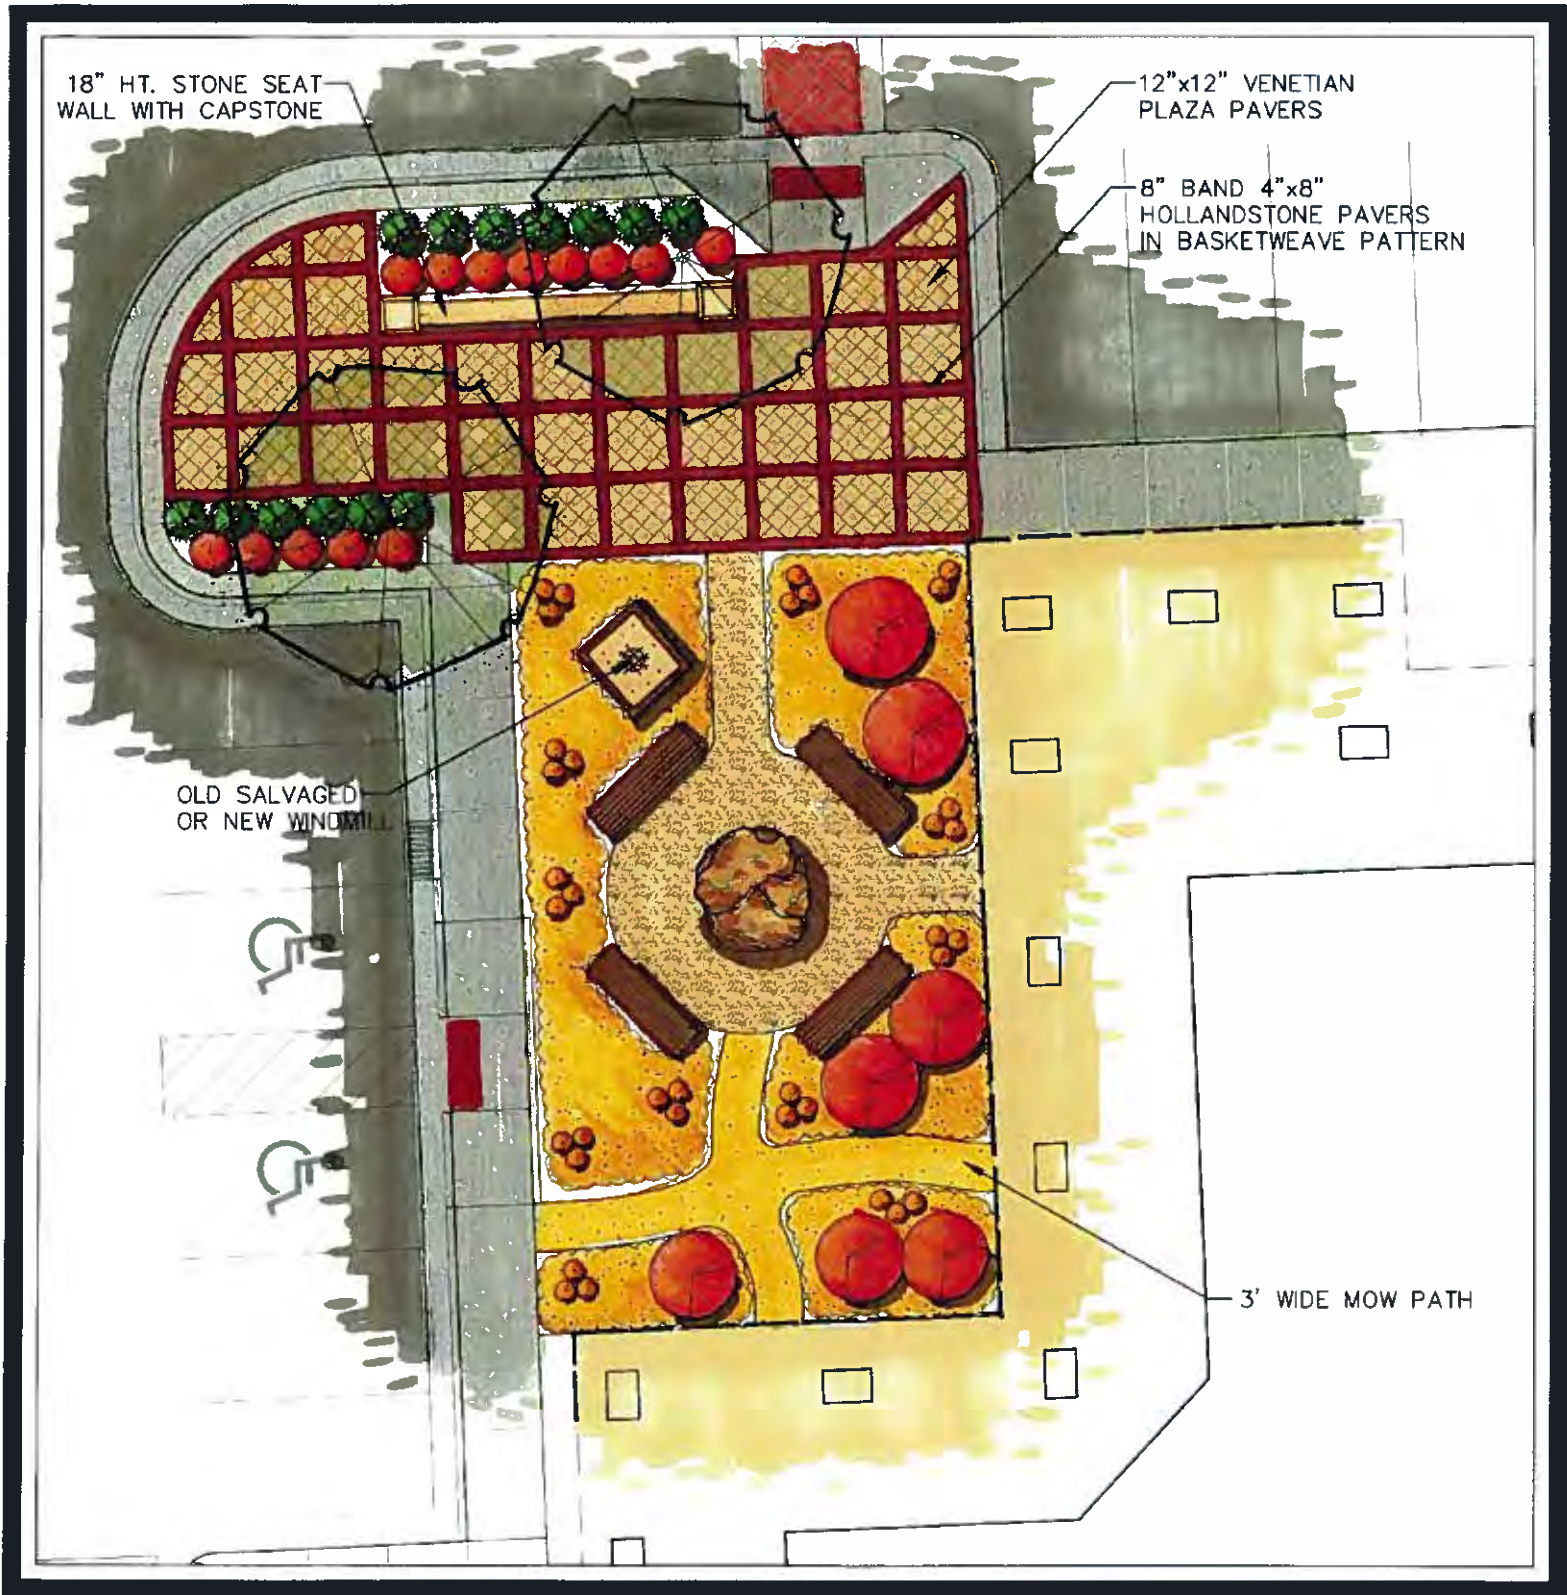 18" HT. STONE SEAT
WALL WITH CAPSTONE
12"x12" VENETIAN
PLAZA PAVERS
8" BAND 4"x8"
HOLLANDSTONE PAVERS
IN BASKETWEAVE PATTERN
OLD SALVAGED
OR NEW WINDMILL
3' WIDE MOW PATH